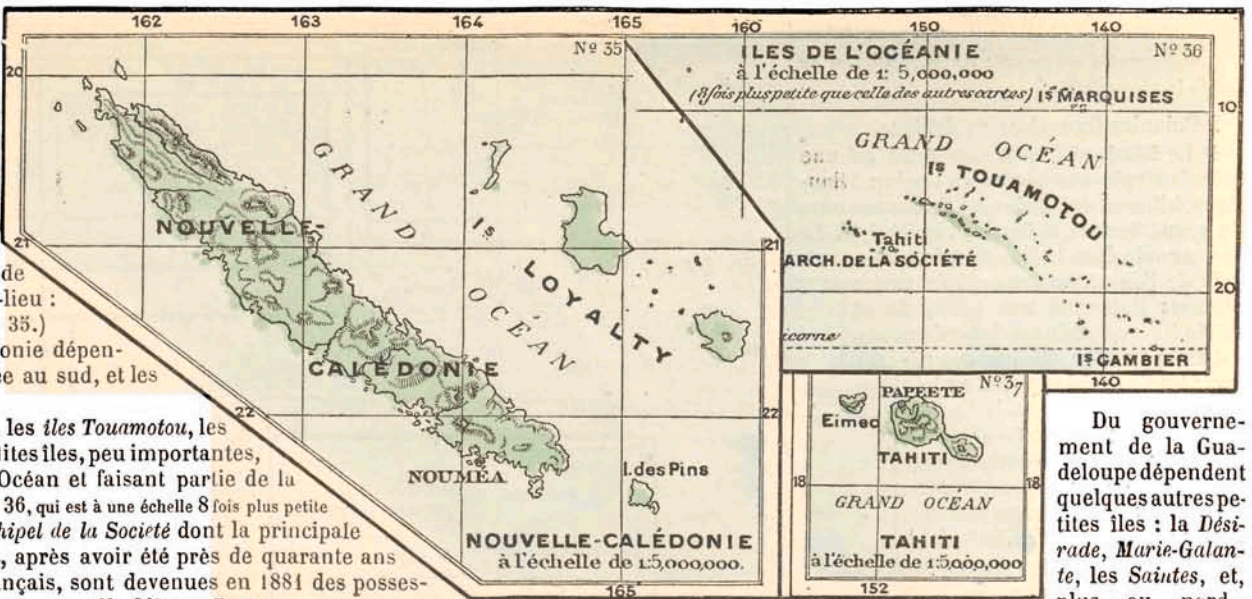 162 163 164 165 160 150 140
Nº 35
20
ILES DE L'OCÉANIE
à l'échelle de 1: 5,000,000
(8 fois plus petite que celle des autres cartes)
Nº 36
Iˢ MARQUISES
10
GRAND OCÉAN
Iˢ TOUAMOTOU
Tahiti
ARCH. DE LA SOCIÉTÉ
20
icorne
Iˢ GAMBIER
140
GRAND
OCÉAN
NOUVELLE-
CALÉDONIE
21 21
Iˢ LOYALTY
22 22
NOUMÉA
I. des Pins
NOUVELLE-CALÉDONIE
à l'échelle de 1:5,000,000.
165
Nº 37
PAPEETE
Eimeo
TAHITI
18 18
GRAND OCÉAN
TAHITI
à l'échelle de 1:5,000,000
152
de
-lieu :
35.)
onie dépen-
e au sud, et les
les îles Touamotou, les
lites îles, peu importantes,
Océan et faisant partie de la
36, qui est à une échelle 8 fois plus petite
hipel de la Societé dont la principale
, après avoir été près de quarante ans
nçais, sont devenues en 1881 des posses-
Du gouverne-
ment de la Gua-
deloupe dépendent
quelques autres pe-
tites îles : la Dési-
rade, Marie-Galan-
te, les Saintes, et,
plus au nord,